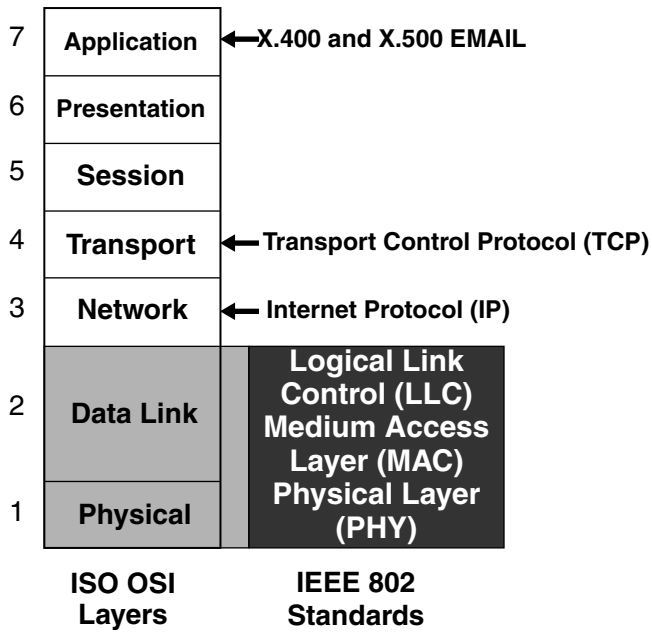 7 Application X.400 and X.500 EMAIL
6 Presentation
5 Session
4 Transport Transport Control Protocol (TCP)
3 Network Internet Protocol (IP)
2 Data Link
1 Physical
Logical Link
Control (LLC)
Medium Access
Layer (MAC)
Physical Layer
(PHY)
ISO OSI
Layers
IEEE 802
Standards